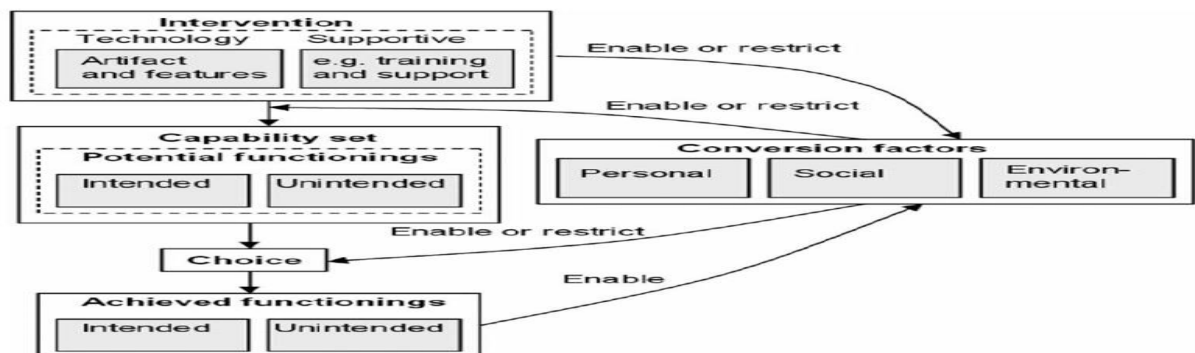 Intervention
Technology
Supportive
Artifact
and features
e.g. training
and support
Enable or restrict
Enable or restrict
Capability set
Potential functionings
Intended
Unintended
Conversion factors
Personal
Social
Environ-
mental
Enable or restrict
Choice
Enable
Achieved functionings
Intended
Unintended